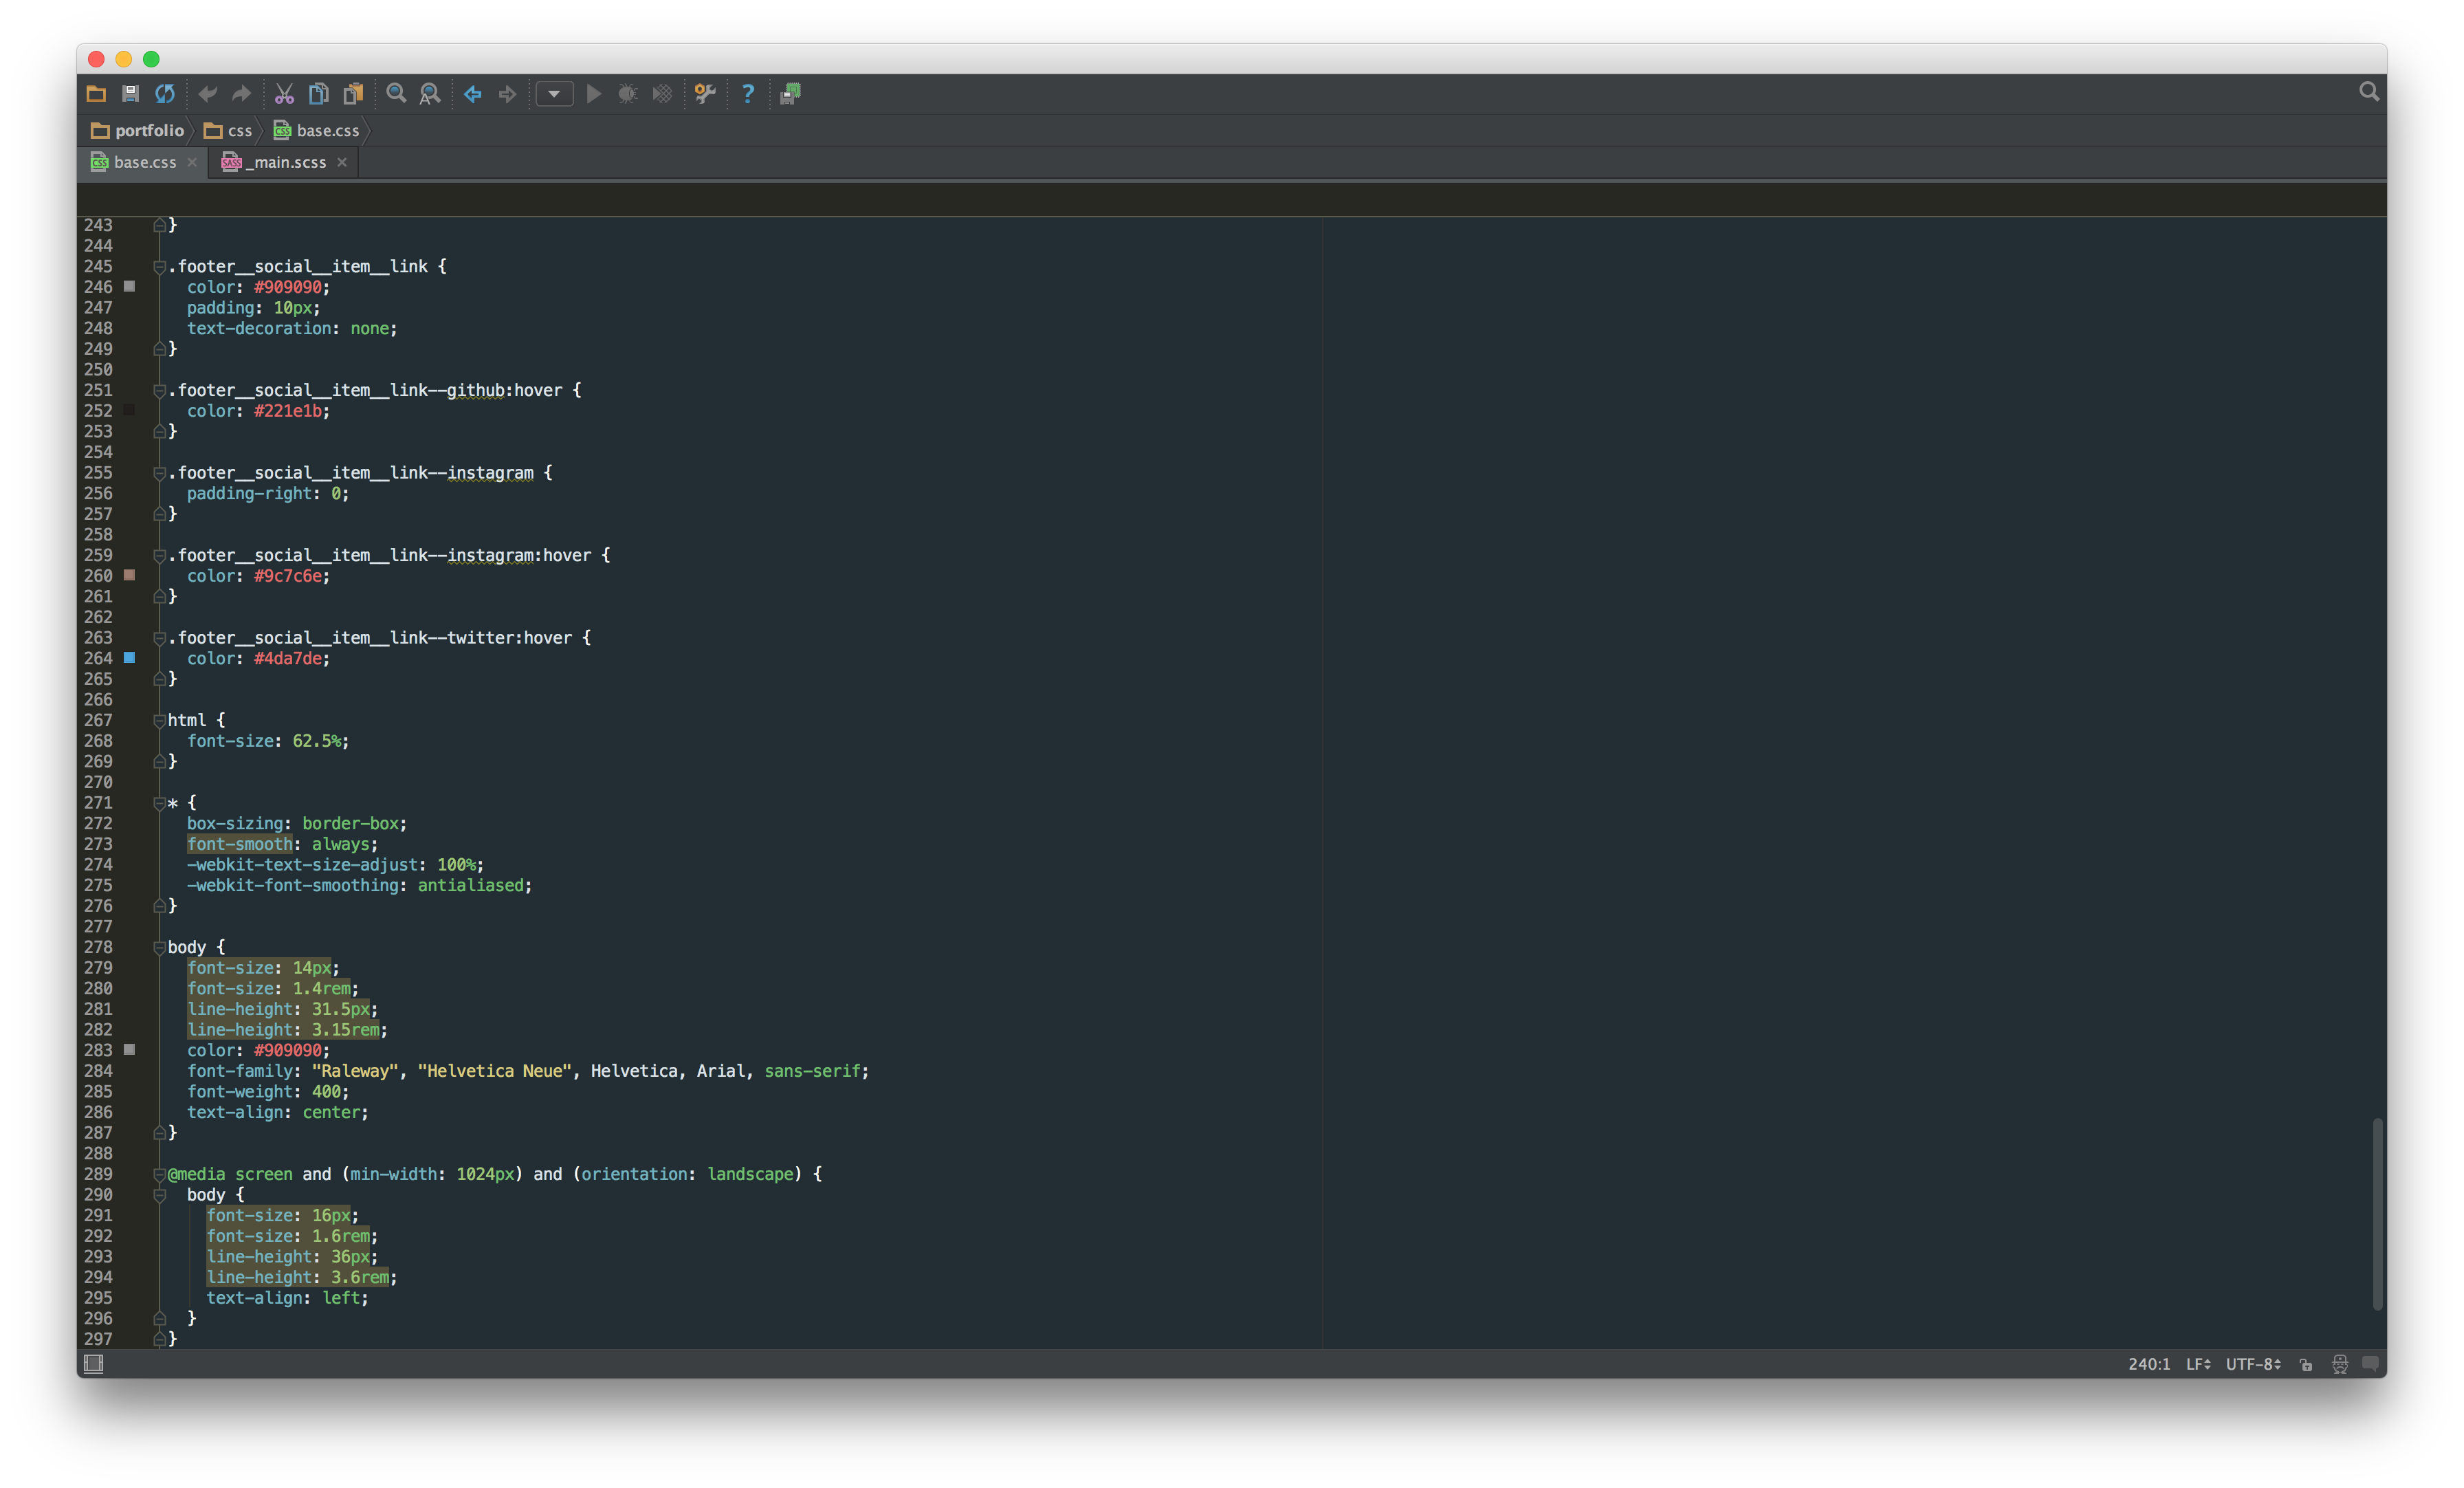 portfolio css base.css
base.css _main.scss
243 }
244
245 .footer__social__item__link {
246 color: #909090;
247 padding: 10px;
248 text-decoration: none;
249 }
250
251 .footer__social__item__link--github:hover {
252 color: #221e1b;
253 }
254
255 .footer__social__item__link--instagram {
256 padding-right: 0;
257 }
258
259 .footer__social__item__link--instagram:hover {
260 color: #9c7c6e;
261 }
262
263 .footer__social__item__link--twitter:hover {
264 color: #4da7de;
265 }
266
267 html {
268 font-size: 62.5%;
269 }
270
271 * {
272 box-sizing: border-box;
273 font-smooth: always;
274 -webkit-text-size-adjust: 100%;
275 -webkit-font-smoothing: antialiased;
276 }
277
278 body {
279 font-size: 14px;
280 font-size: 1.4rem;
281 line-height: 31.5px;
282 line-height: 3.15rem;
283 color: #909090;
284 font-family: "Raleway", "Helvetica Neue", Helvetica, Arial, sans-serif;
285 font-weight: 400;
286 text-align: center;
287 }
288
289 @media screen and (min-width: 1024px) and (orientation: landscape) {
290 body {
291 font-size: 16px;
292 font-size: 1.6rem;
293 line-height: 36px;
294 line-height: 3.6rem;
295 text-align: left;
296 }
297 }
240:1 LF UTF-8